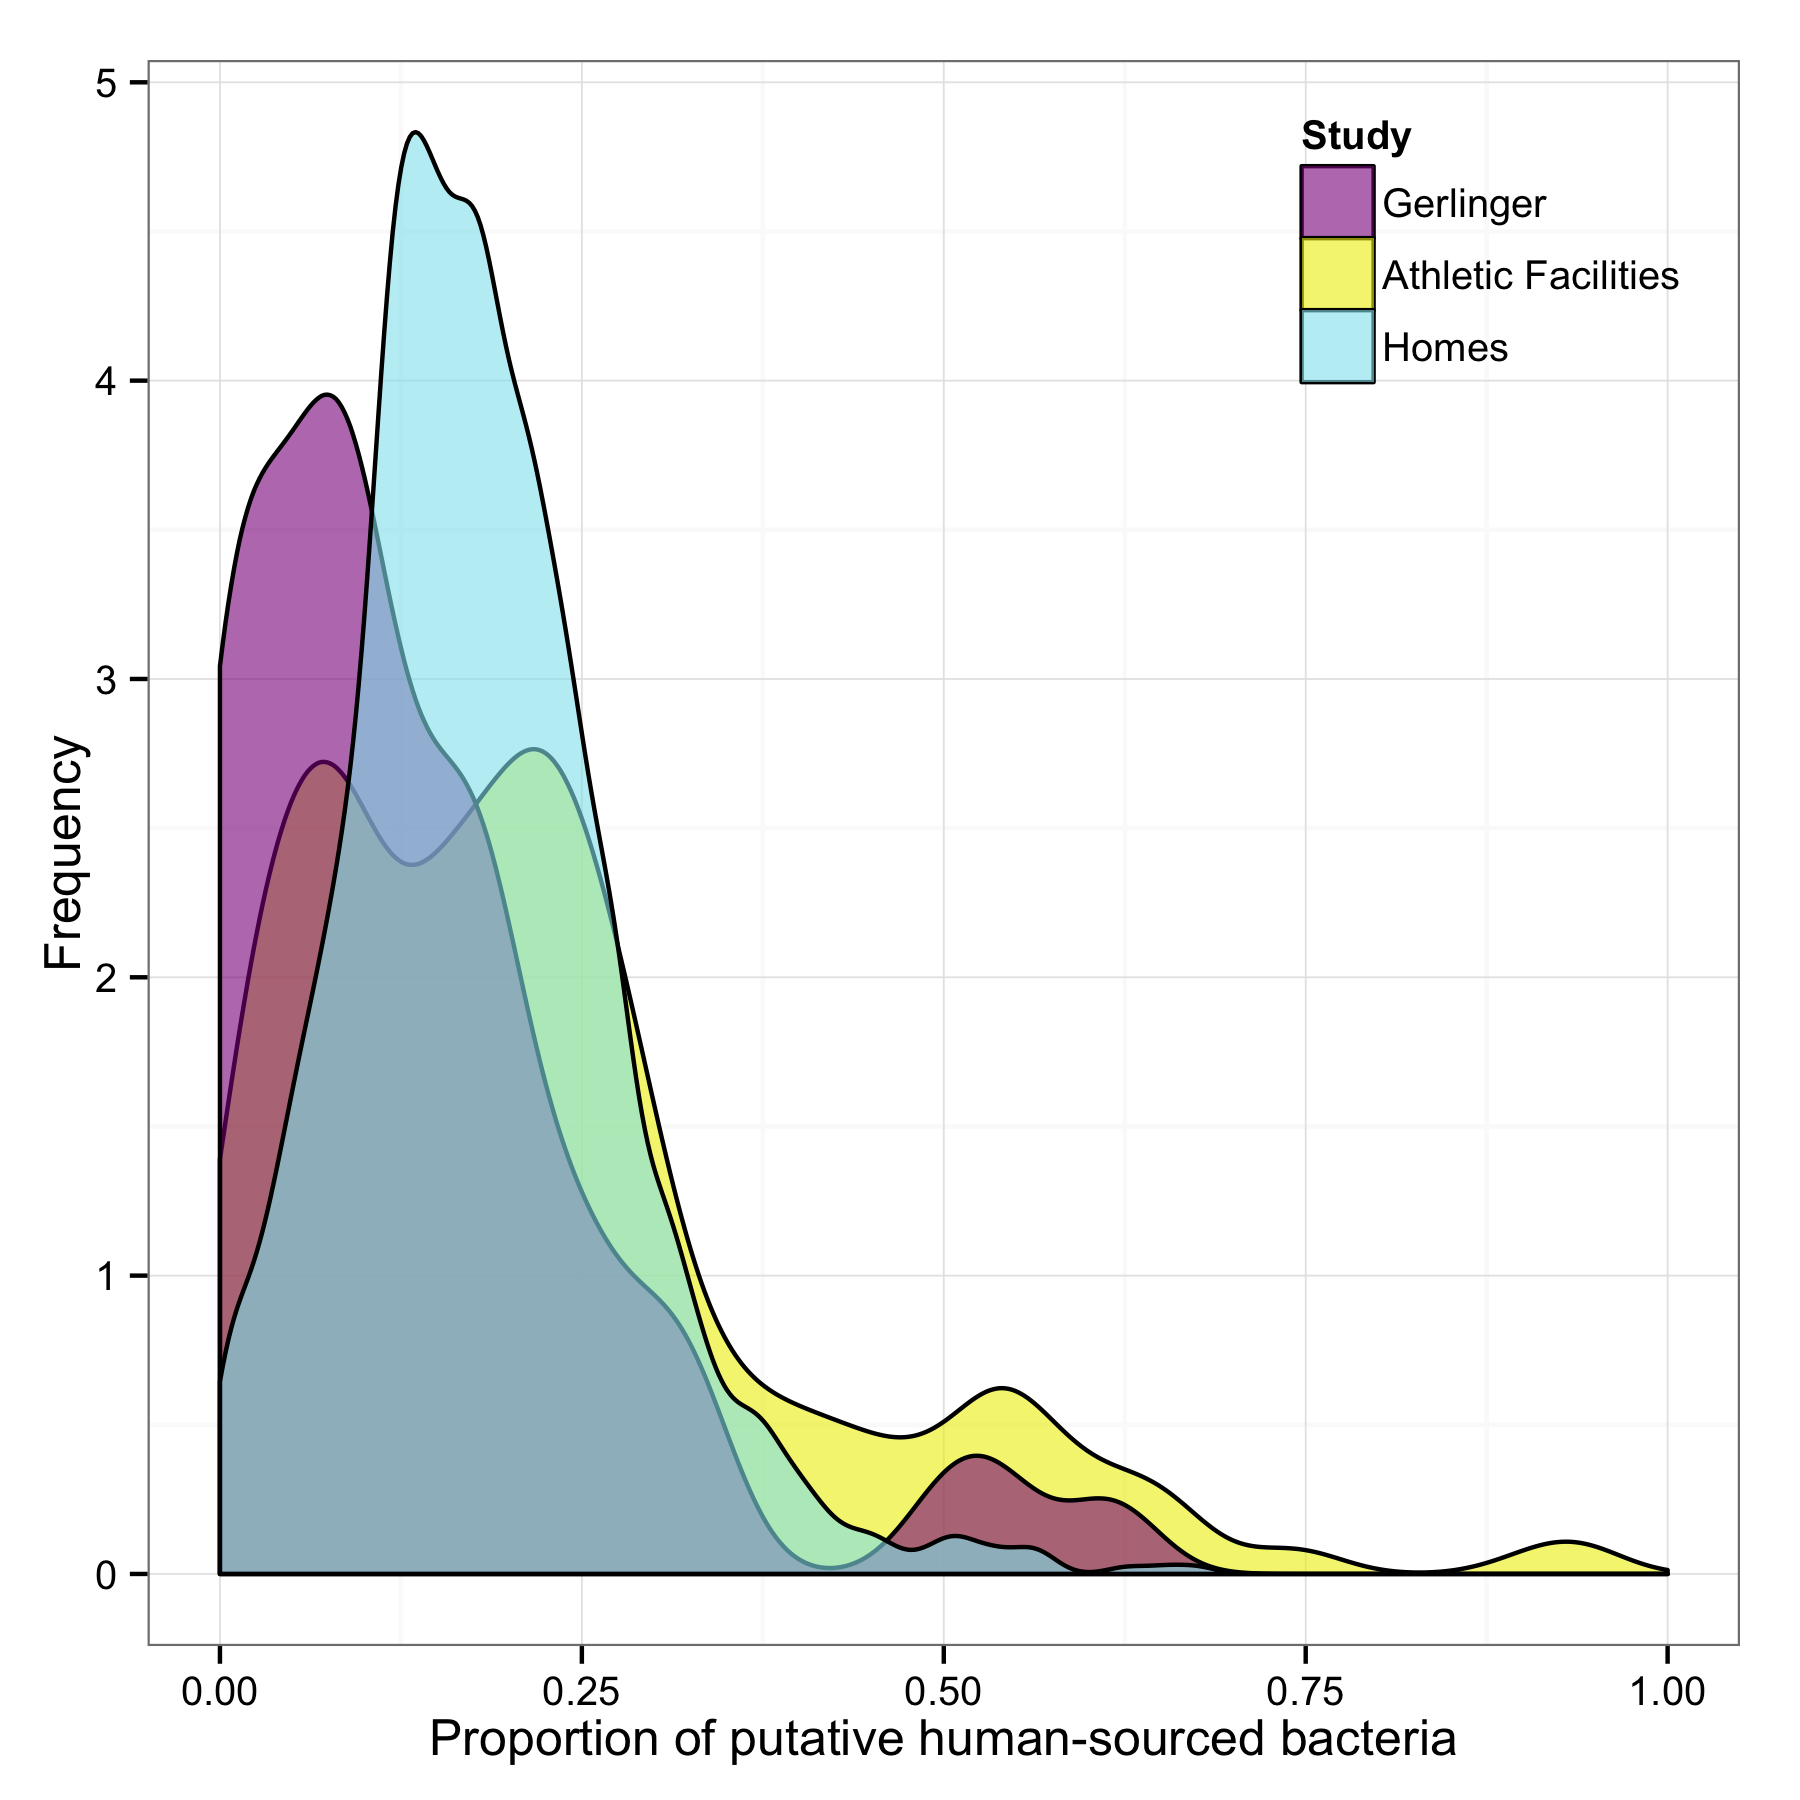 Study
Gerlinger
Athletic Facilities
Homes
5
4
3
2
1
0
Frequency
0.00 0.25 0.50 0.75 1.00
Proportion of putative human-sourced bacteria